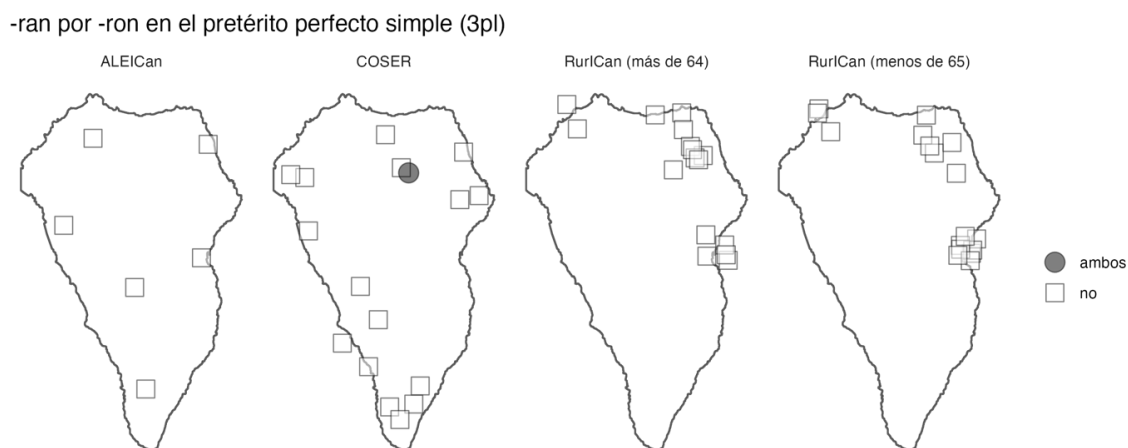 -ran por -ron en el pretérito perfecto simple (3pl)
ALEICan
COSER
RurICan (más de 64)
RurICan (menos de 65)
ambos
no